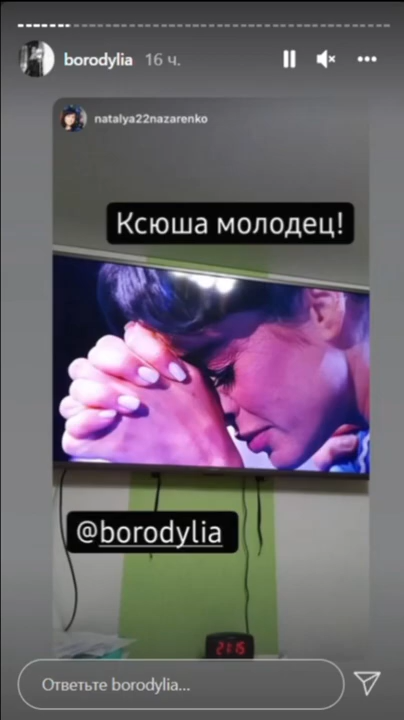 borodylia 16 ч.
natalya22nazarenko
Ксюша молодец!
@borodylia
21:15
Ответьте borodylia...